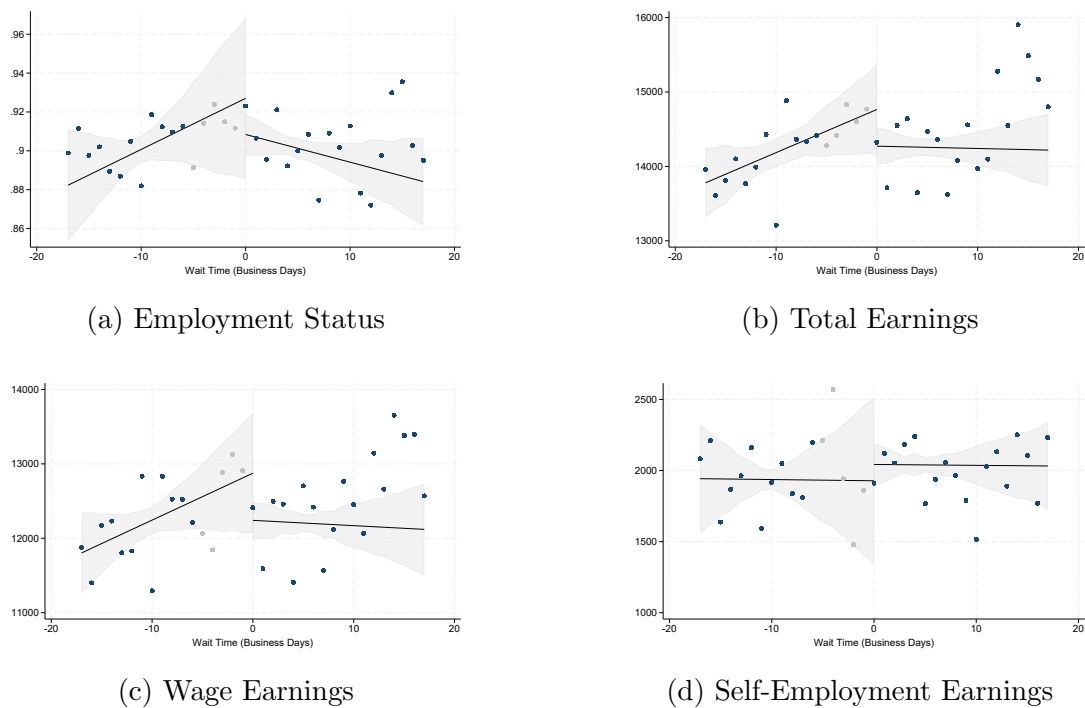 .96
.94
.92
.9
.88
.86
-20 -10 0 10 20
Wait Time (Business Days)
(a) Employment Status
16000
15000
14000
13000
-20 -10 0 10 20
Wait Time (Business Days)
(b) Total Earnings
14000
13000
12000
11000
-20 -10 0 10 20
Wait Time (Business Days)
(c) Wage Earnings
2500
2000
1500
1000
-20 -10 0 10 20
Wait Time (Business Days)
(d) Self-Employment Earnings